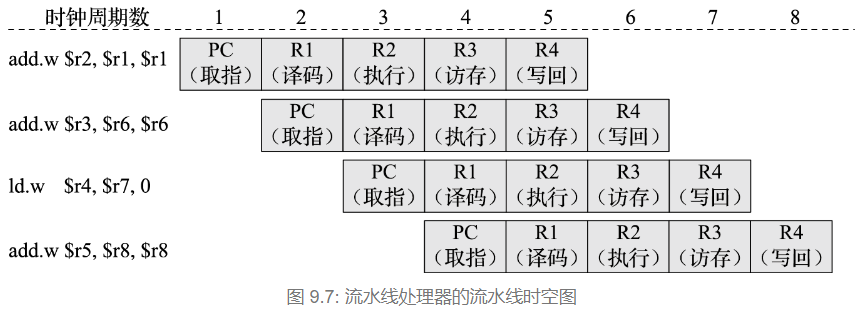 时钟周期数 1 2 3 4 5 6 7 8
add.w $r2, $r1, $r1 PC R1 R2 R3 R4
（取指） （译码） （执行） （访存） （写回）
add.w $r3, $r6, $r6 PC R1 R2 R3 R4
（取指） （译码） （执行） （访存） （写回）
ld.w $r4, $r7, 0 PC R1 R2 R3 R4
（取指） （译码） （执行） （访存） （写回）
add.w $r5, $r8, $r8 PC R1 R2 R3 R4
（取指） （译码） （执行） （访存） （写回）
图 9.7: 流水线处理器的流水线时空图